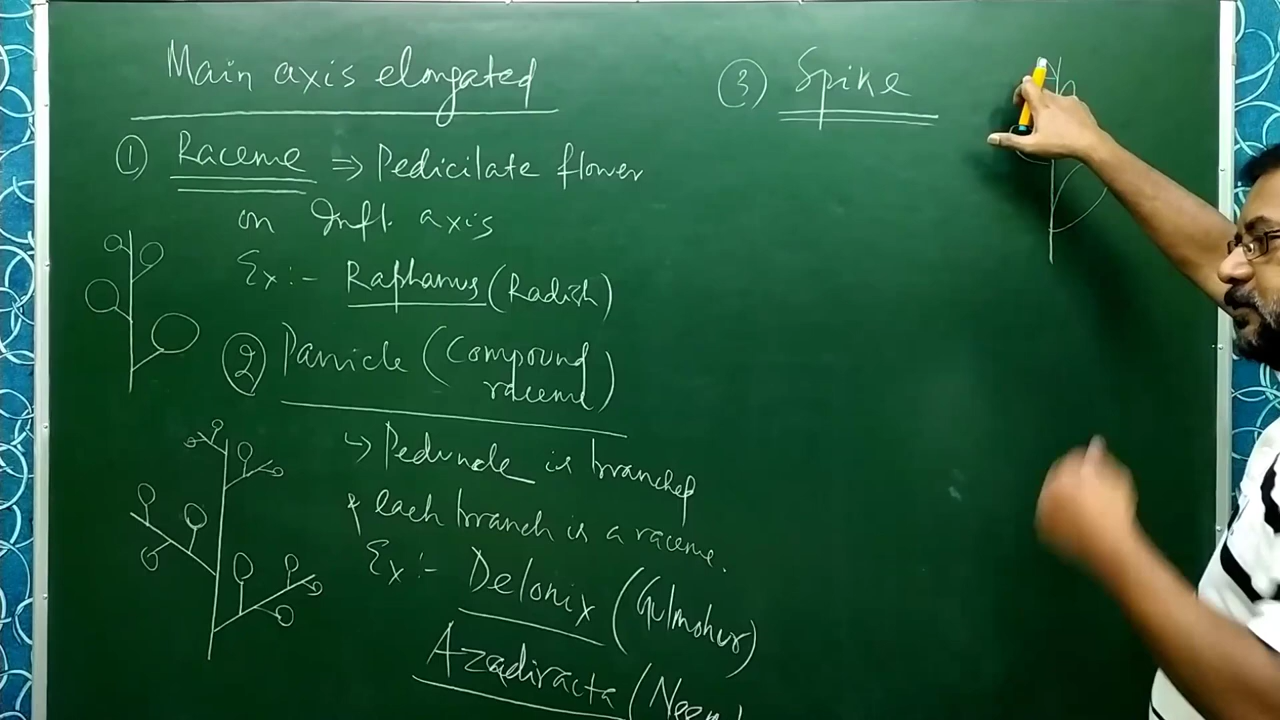 Main axis elongated
① Raceme ⇒ Pedicilate flower
on Infl. axis
Ex:- Raphanus (Radish)
② Panicle (Compound
raceme)
↳ Peduncle is branched
* each branch is a raceme.
Ex:- Delonix (Gulmohur)
Azadiracta (Neem)
③ Spike